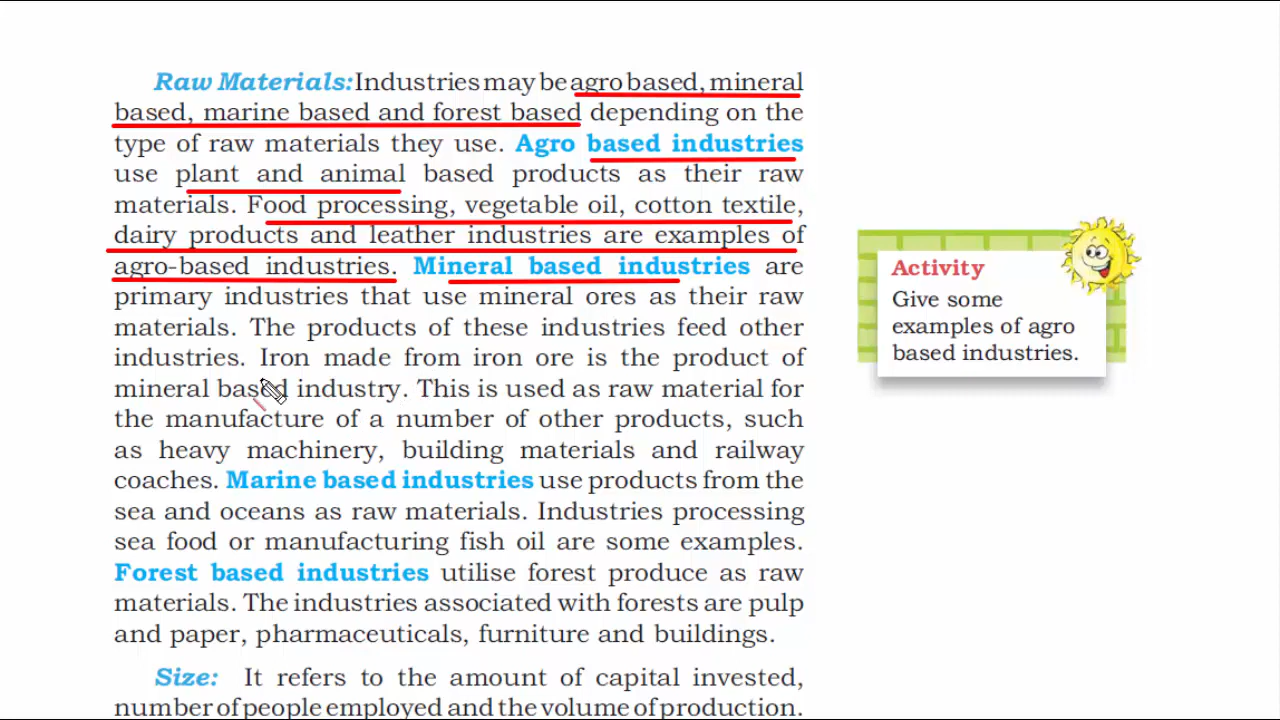 Raw Materials: Industries may be agro based, mineral
based, marine based and forest based depending on the
type of raw materials they use. Agro based industries
use plant and animal based products as their raw
materials. Food processing, vegetable oil, cotton textile,
dairy products and leather industries are examples of
agro-based industries. Mineral based industries are
primary industries that use mineral ores as their raw
materials. The products of these industries feed other
industries. Iron made from iron ore is the product of
mineral based industry. This is used as raw material for
the manufacture of a number of other products, such
as heavy machinery, building materials and railway
coaches. Marine based industries use products from the
sea and oceans as raw materials. Industries processing
sea food or manufacturing fish oil are some examples.
Forest based industries utilise forest produce as raw
materials. The industries associated with forests are pulp
and paper, pharmaceuticals, furniture and buildings.
Size: It refers to the amount of capital invested,
number of people employed and the volume of production.
Activity
Give some
examples of agro
based industries.